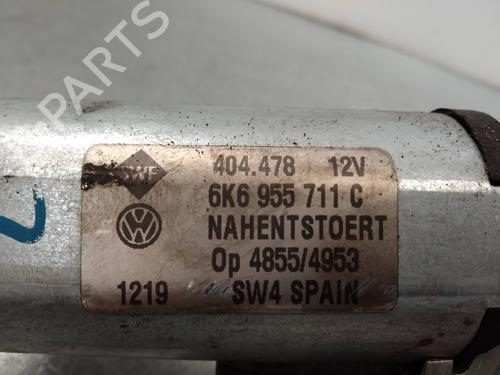 PARTS
SWF
404.478 12V
6K6 955 711 C
NAHENTSTOERT
Op 4855/4953
1219 SW4 SPAIN